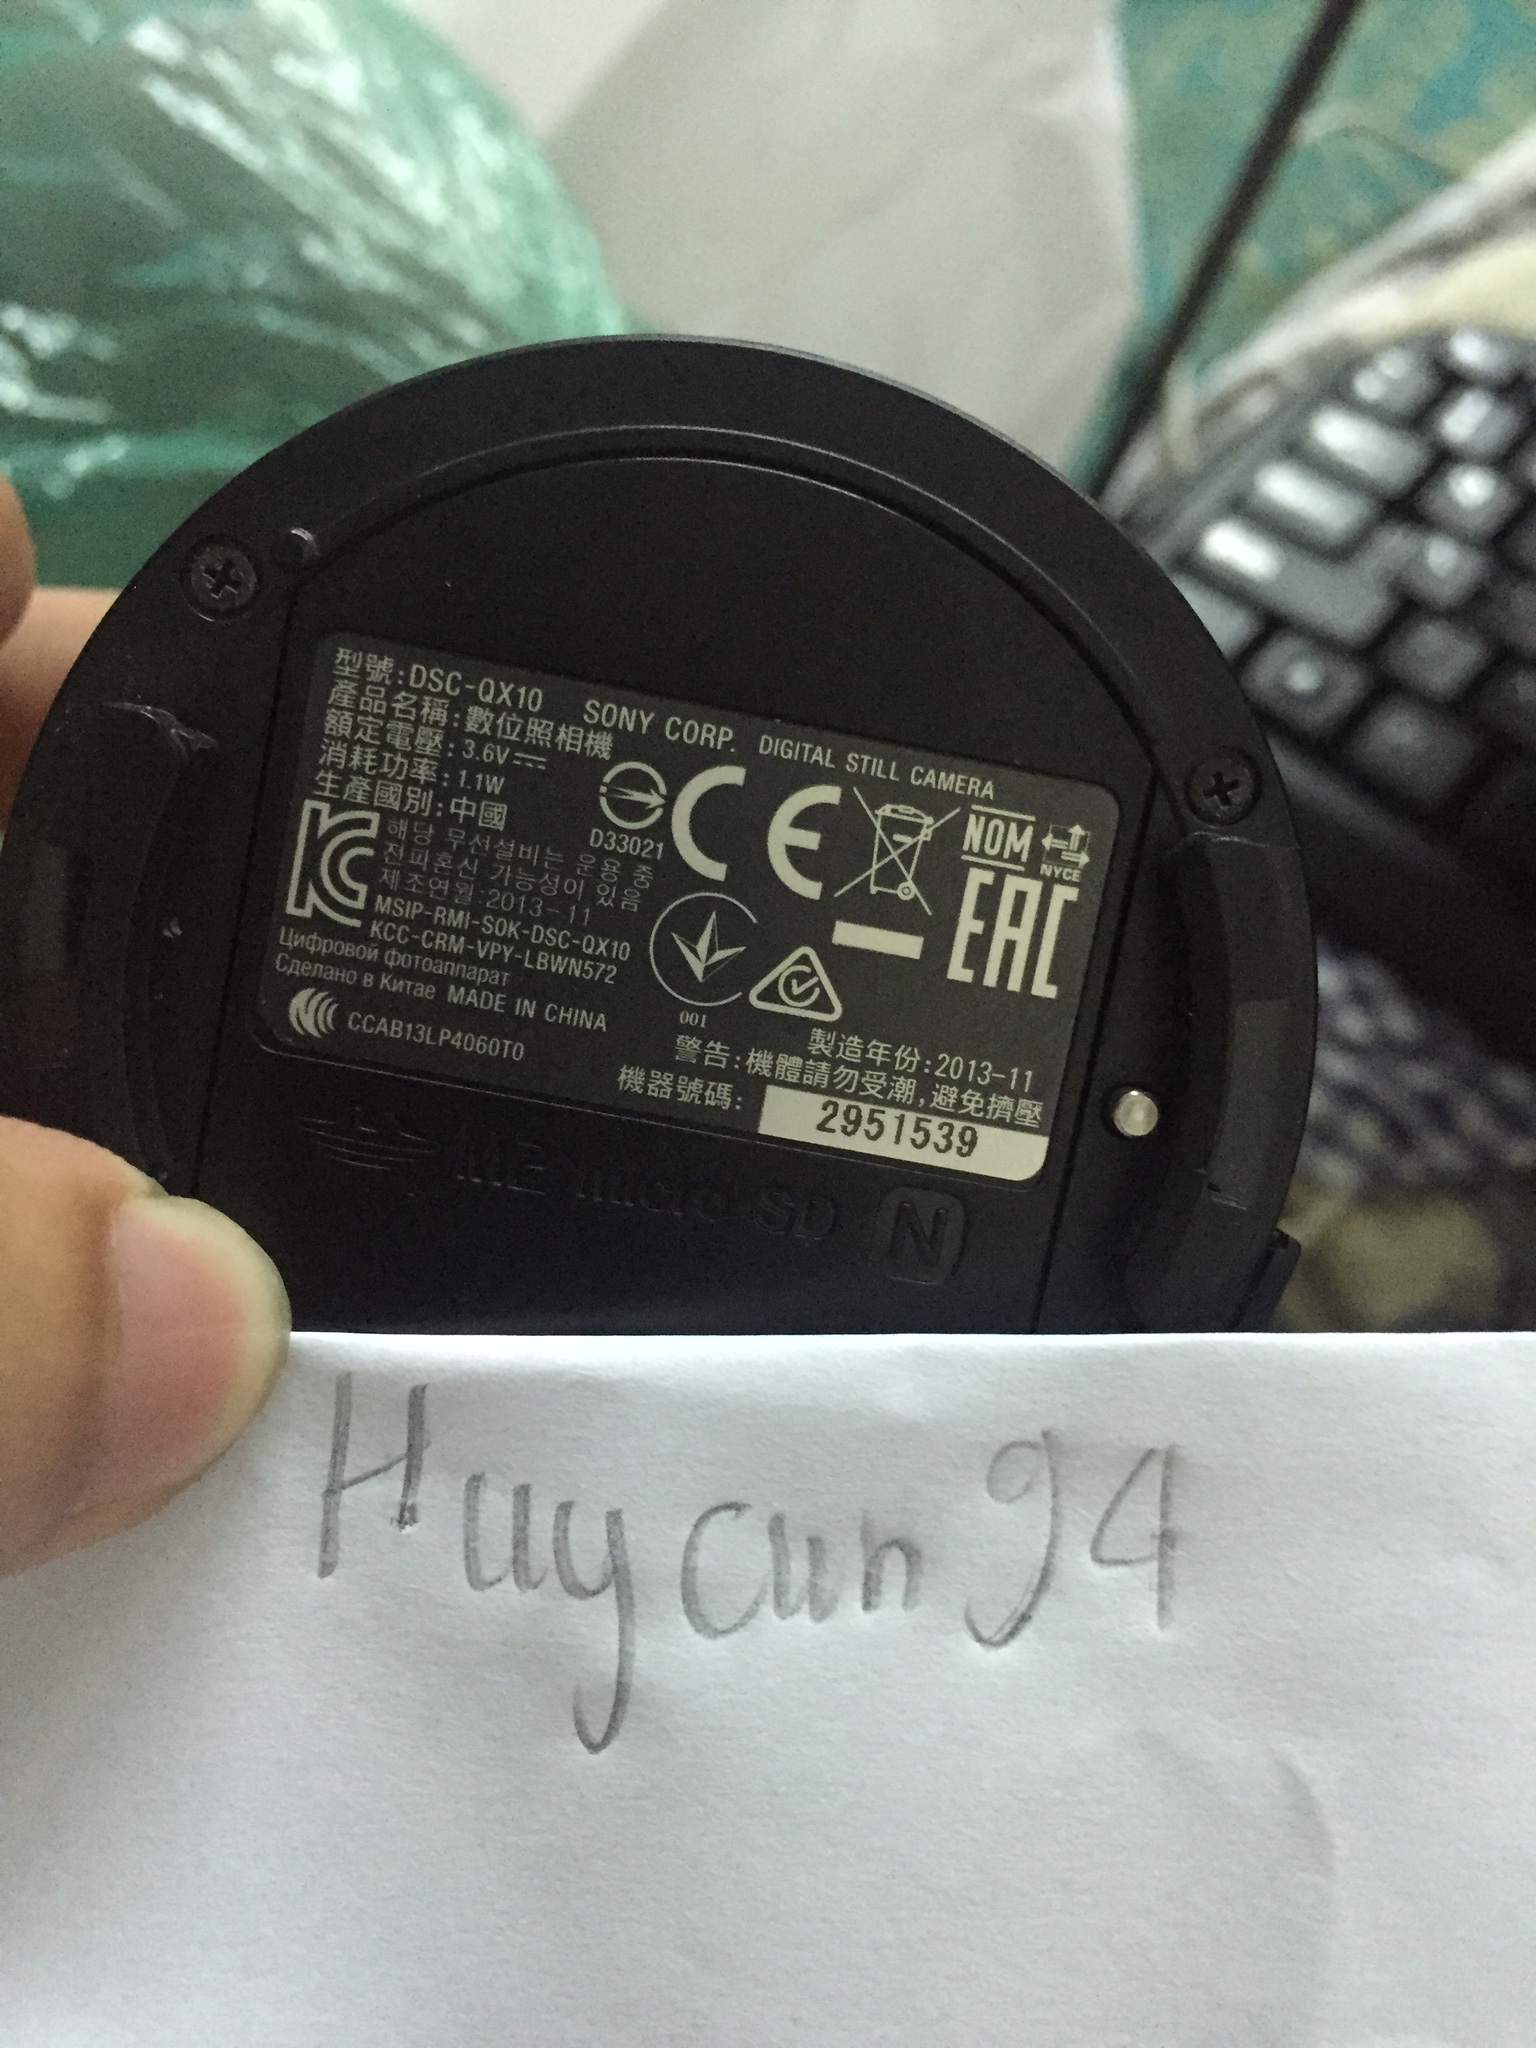 型號:DSC-QX10 SONY CORP. DIGITAL STILL CAMERA
產品名稱:數位照相機
額定電壓:3.6V
消耗功率:1.1W
生產國別:中國
D33021
NOM
NYCE
CE
EAC
KC
해당 무선설비는 운용 중
전파혼신 가능성이 있음
제조연월:2013-11
MSIP-RMI-SOK-DSC-QX10
KCC-CRM-VPY-LBWN572
Цифровой фотоаппарат
Сделано в Китае MADE IN CHINA
CCAB13LP4060T0
001
製造年份:2013-11
警告:機體請勿受潮,避免擠壓
機器號碼: 2951539
M2 micro SD N
Huycun94